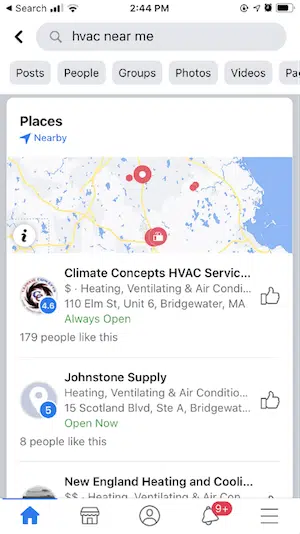 Search
2:44 PM
hvac near me
Posts
People
Groups
Photos
Videos
Pa
Places
Nearby
i
Climate Concepts HVAC Servic...
$ · Heating, Ventilating & Air Conditio...
110 Elm St, Unit 6, Bridgewater, MA
Always Open
4.6
179 people like this
Johnstone Supply
Heating, Ventilating & Air Conditio...
15 Scotland Blvd, Ste A, Bridgewat...
Open Now
5
8 people like this
New England Heating and Cooli...
$$ · Heating, Ventilating & Air Con
9+